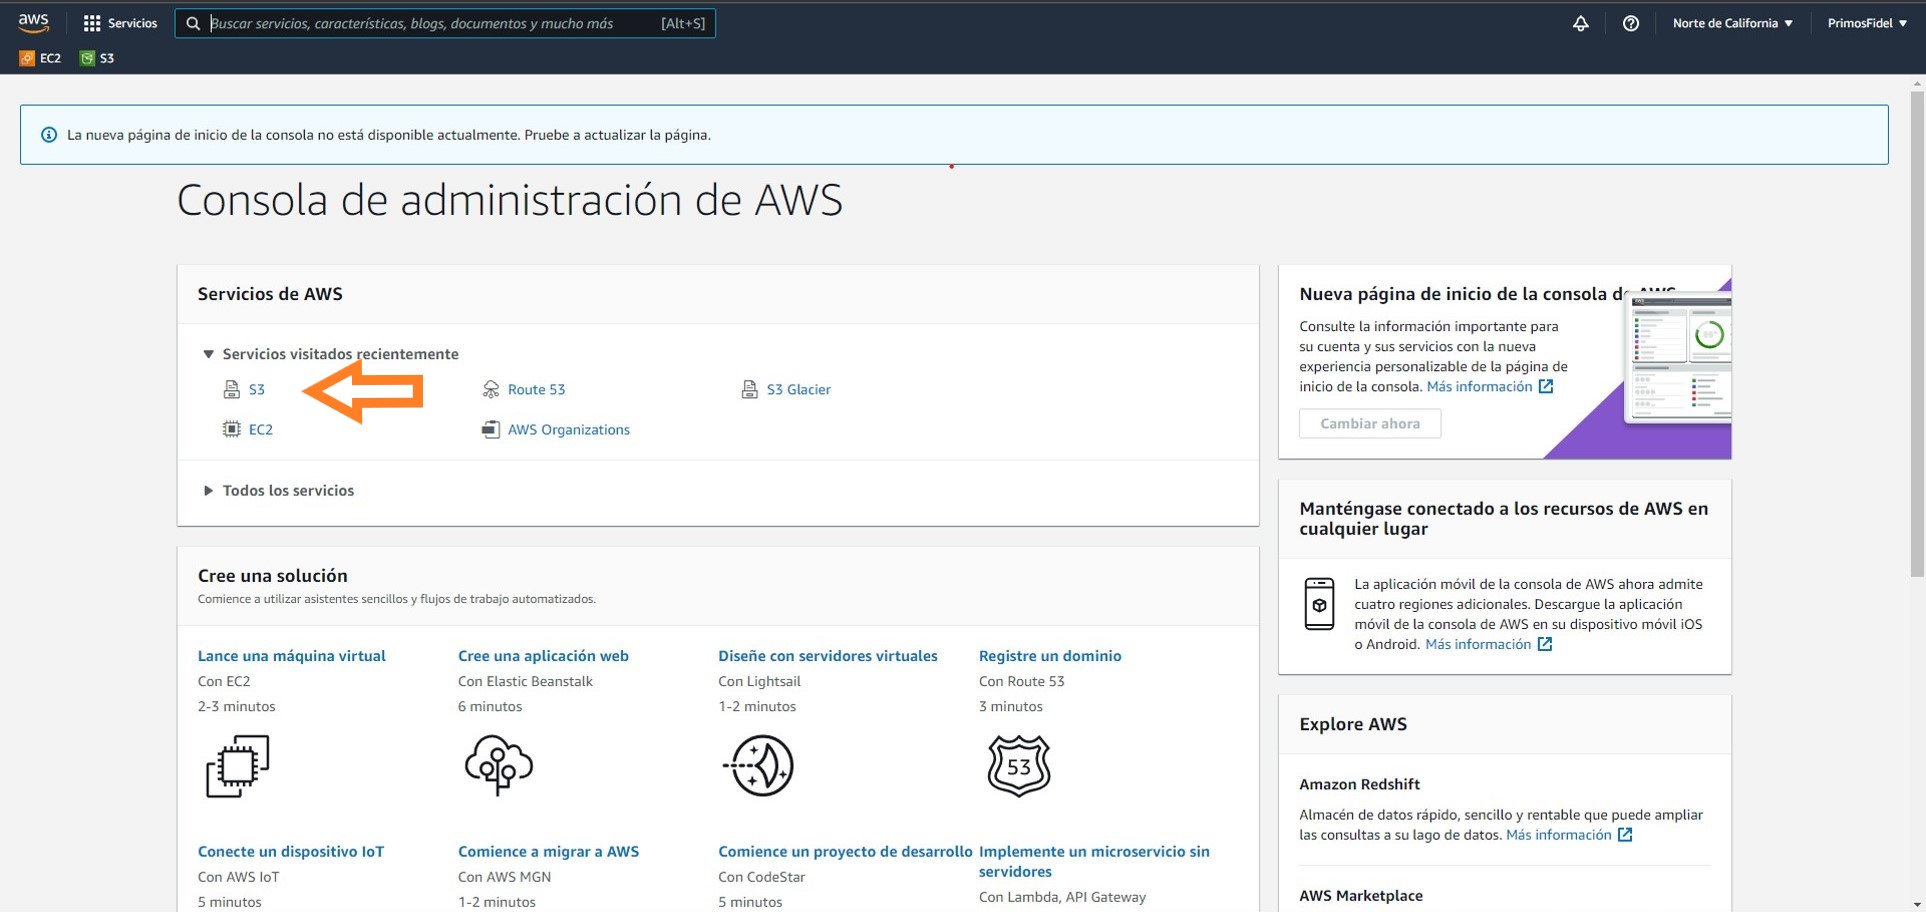 aws
Servicios
Buscar servicios, características, blogs, documentos y mucho más
[Alt+S]
Norte de California
PrimosFidel
EC2
S3
La nueva página de inicio de la consola no está disponible actualmente. Pruebe a actualizar la página.
Consola de administración de AWS
Servicios de AWS
Servicios visitados recientemente
S3
Route 53
S3 Glacier
EC2
AWS Organizations
Todos los servicios
Cree una solución
Comience a utilizar asistentes sencillos y flujos de trabajo automatizados.
Lance una máquina virtual
Con EC2
2-3 minutos
Cree una aplicación web
Con Elastic Beanstalk
6 minutos
Diseñe con servidores virtuales
Con Lightsail
1-2 minutos
Registre un dominio
Con Route 53
3 minutos
53
Conecte un dispositivo IoT
Con AWS IoT
5 minutos
Comience a migrar a AWS
Con AWS MGN
1-2 minutos
Comience un proyecto de desarrollo
Con CodeStar
5 minutos
Implemente un microservicio sin
servidores
Con Lambda, API Gateway
Nueva página de inicio de la consola de AWS
Consulte la información importante para
su cuenta y sus servicios con la nueva
experiencia personalizable de la página de
inicio de la consola. Más información
Cambiar ahora
Manténgase conectado a los recursos de AWS en
cualquier lugar
La aplicación móvil de la consola de AWS ahora admite
cuatro regiones adicionales. Descargue la aplicación
móvil de la consola de AWS en su dispositivo móvil iOS
o Android. Más información
Explore AWS
Amazon Redshift
Almacén de datos rápido, sencillo y rentable que puede ampliar
las consultas a su lago de datos. Más información
AWS Marketplace